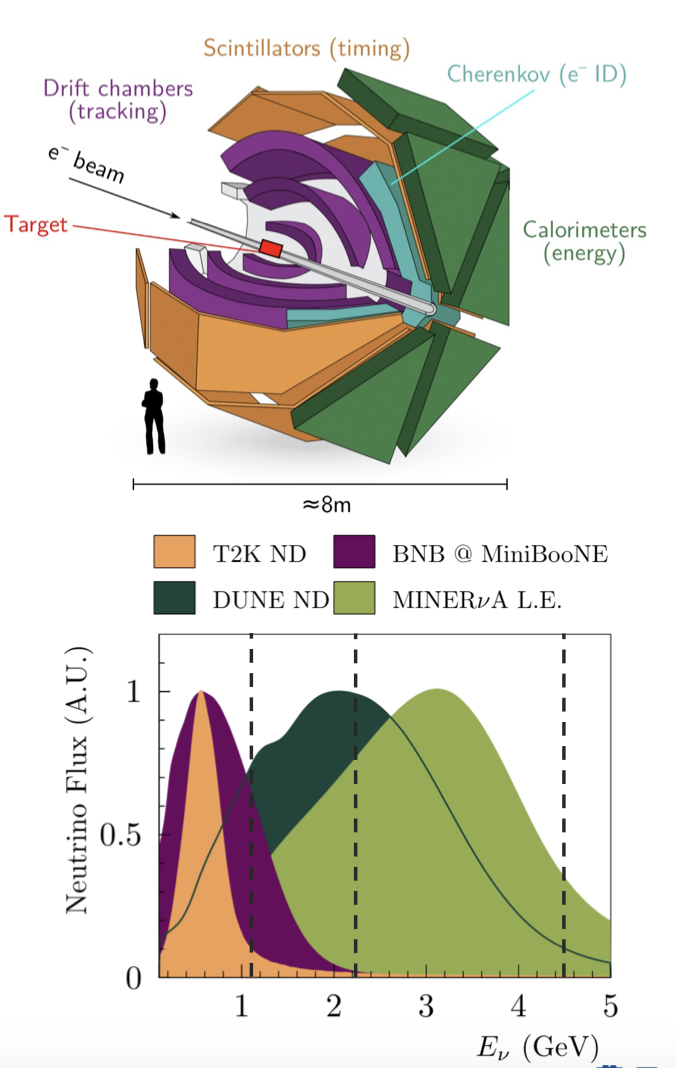 Scintillators (timing)
Cherenkov (e⁻ ID)
Drift chambers
(tracking)
e⁻ beam
Target
Calorimeters
(energy)
≈8m
T2K ND
BNB @ MiniBooNE
DUNE ND
MINERνA L.E.
Neutrino Flux (A.U.)
1
0.5
0
1 2 3 4 5
Eν (GeV)